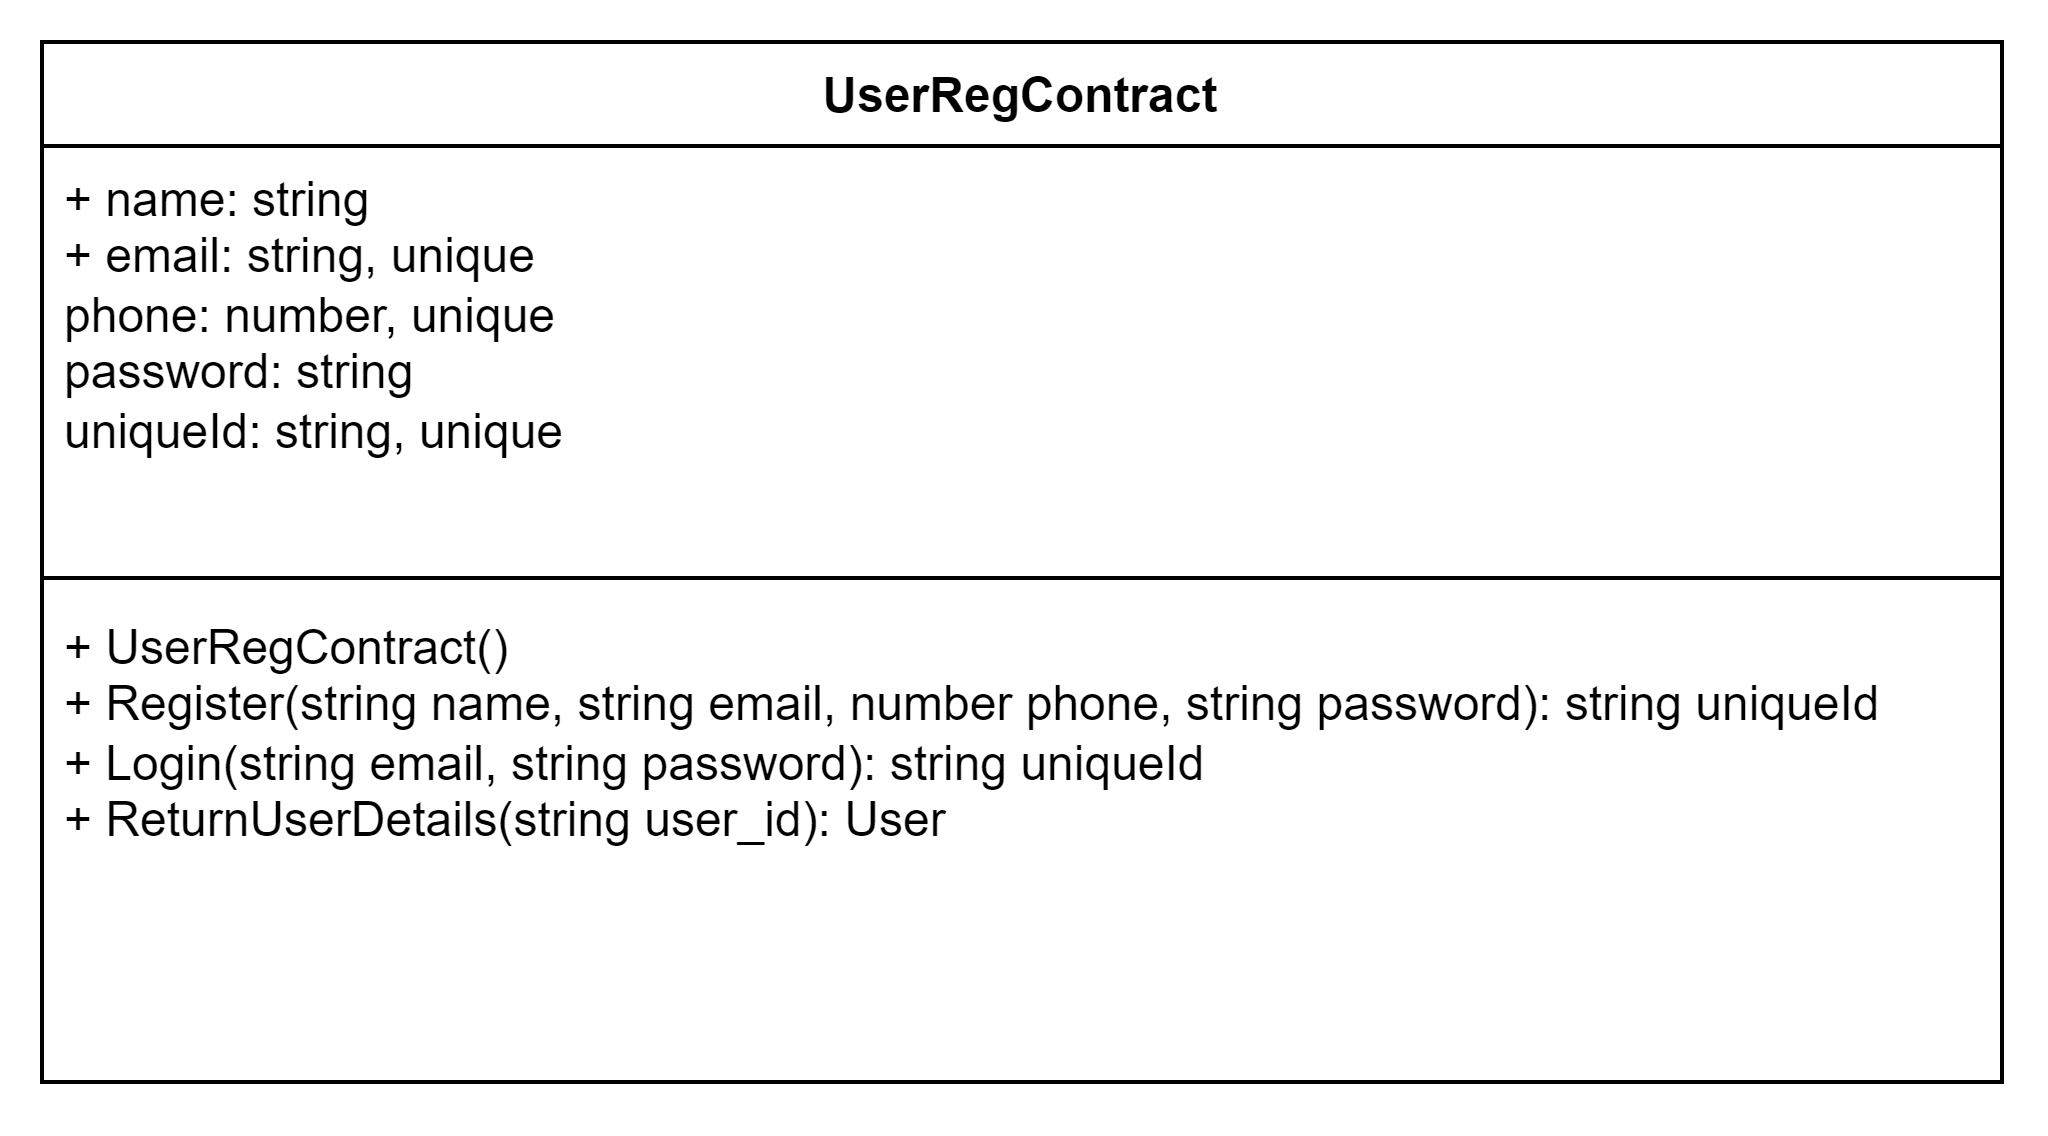 UserRegContract
+ name: string
+ email: string, unique
phone: number, unique
password: string
uniqueId: string, unique
+ UserRegContract()
+ Register(string name, string email, number phone, string password): string uniqueId
+ Login(string email, string password): string uniqueId
+ ReturnUserDetails(string user_id): User